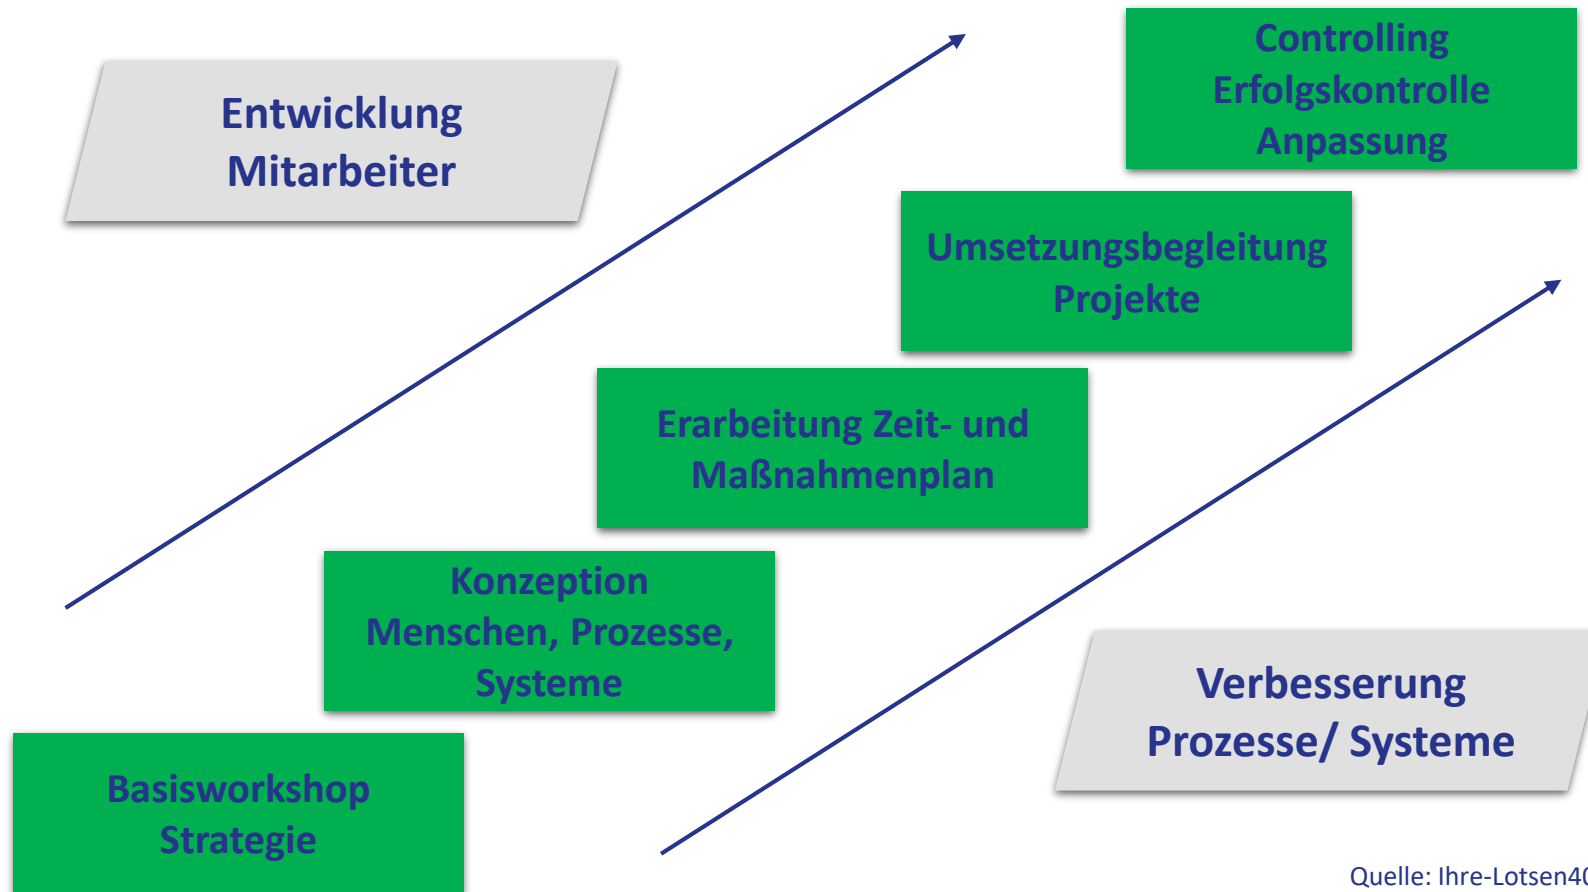 Controlling
Erfolgskontrolle
Anpassung
Entwicklung
Mitarbeiter
Umsetzungsbegleitung
Projekte
Erarbeitung Zeit- und
Maßnahmenplan
Konzeption
Menschen, Prozesse,
Systeme
Verbesserung
Prozesse/ Systeme
Basisworkshop
Strategie
Quelle: Ihre-Lotsen40